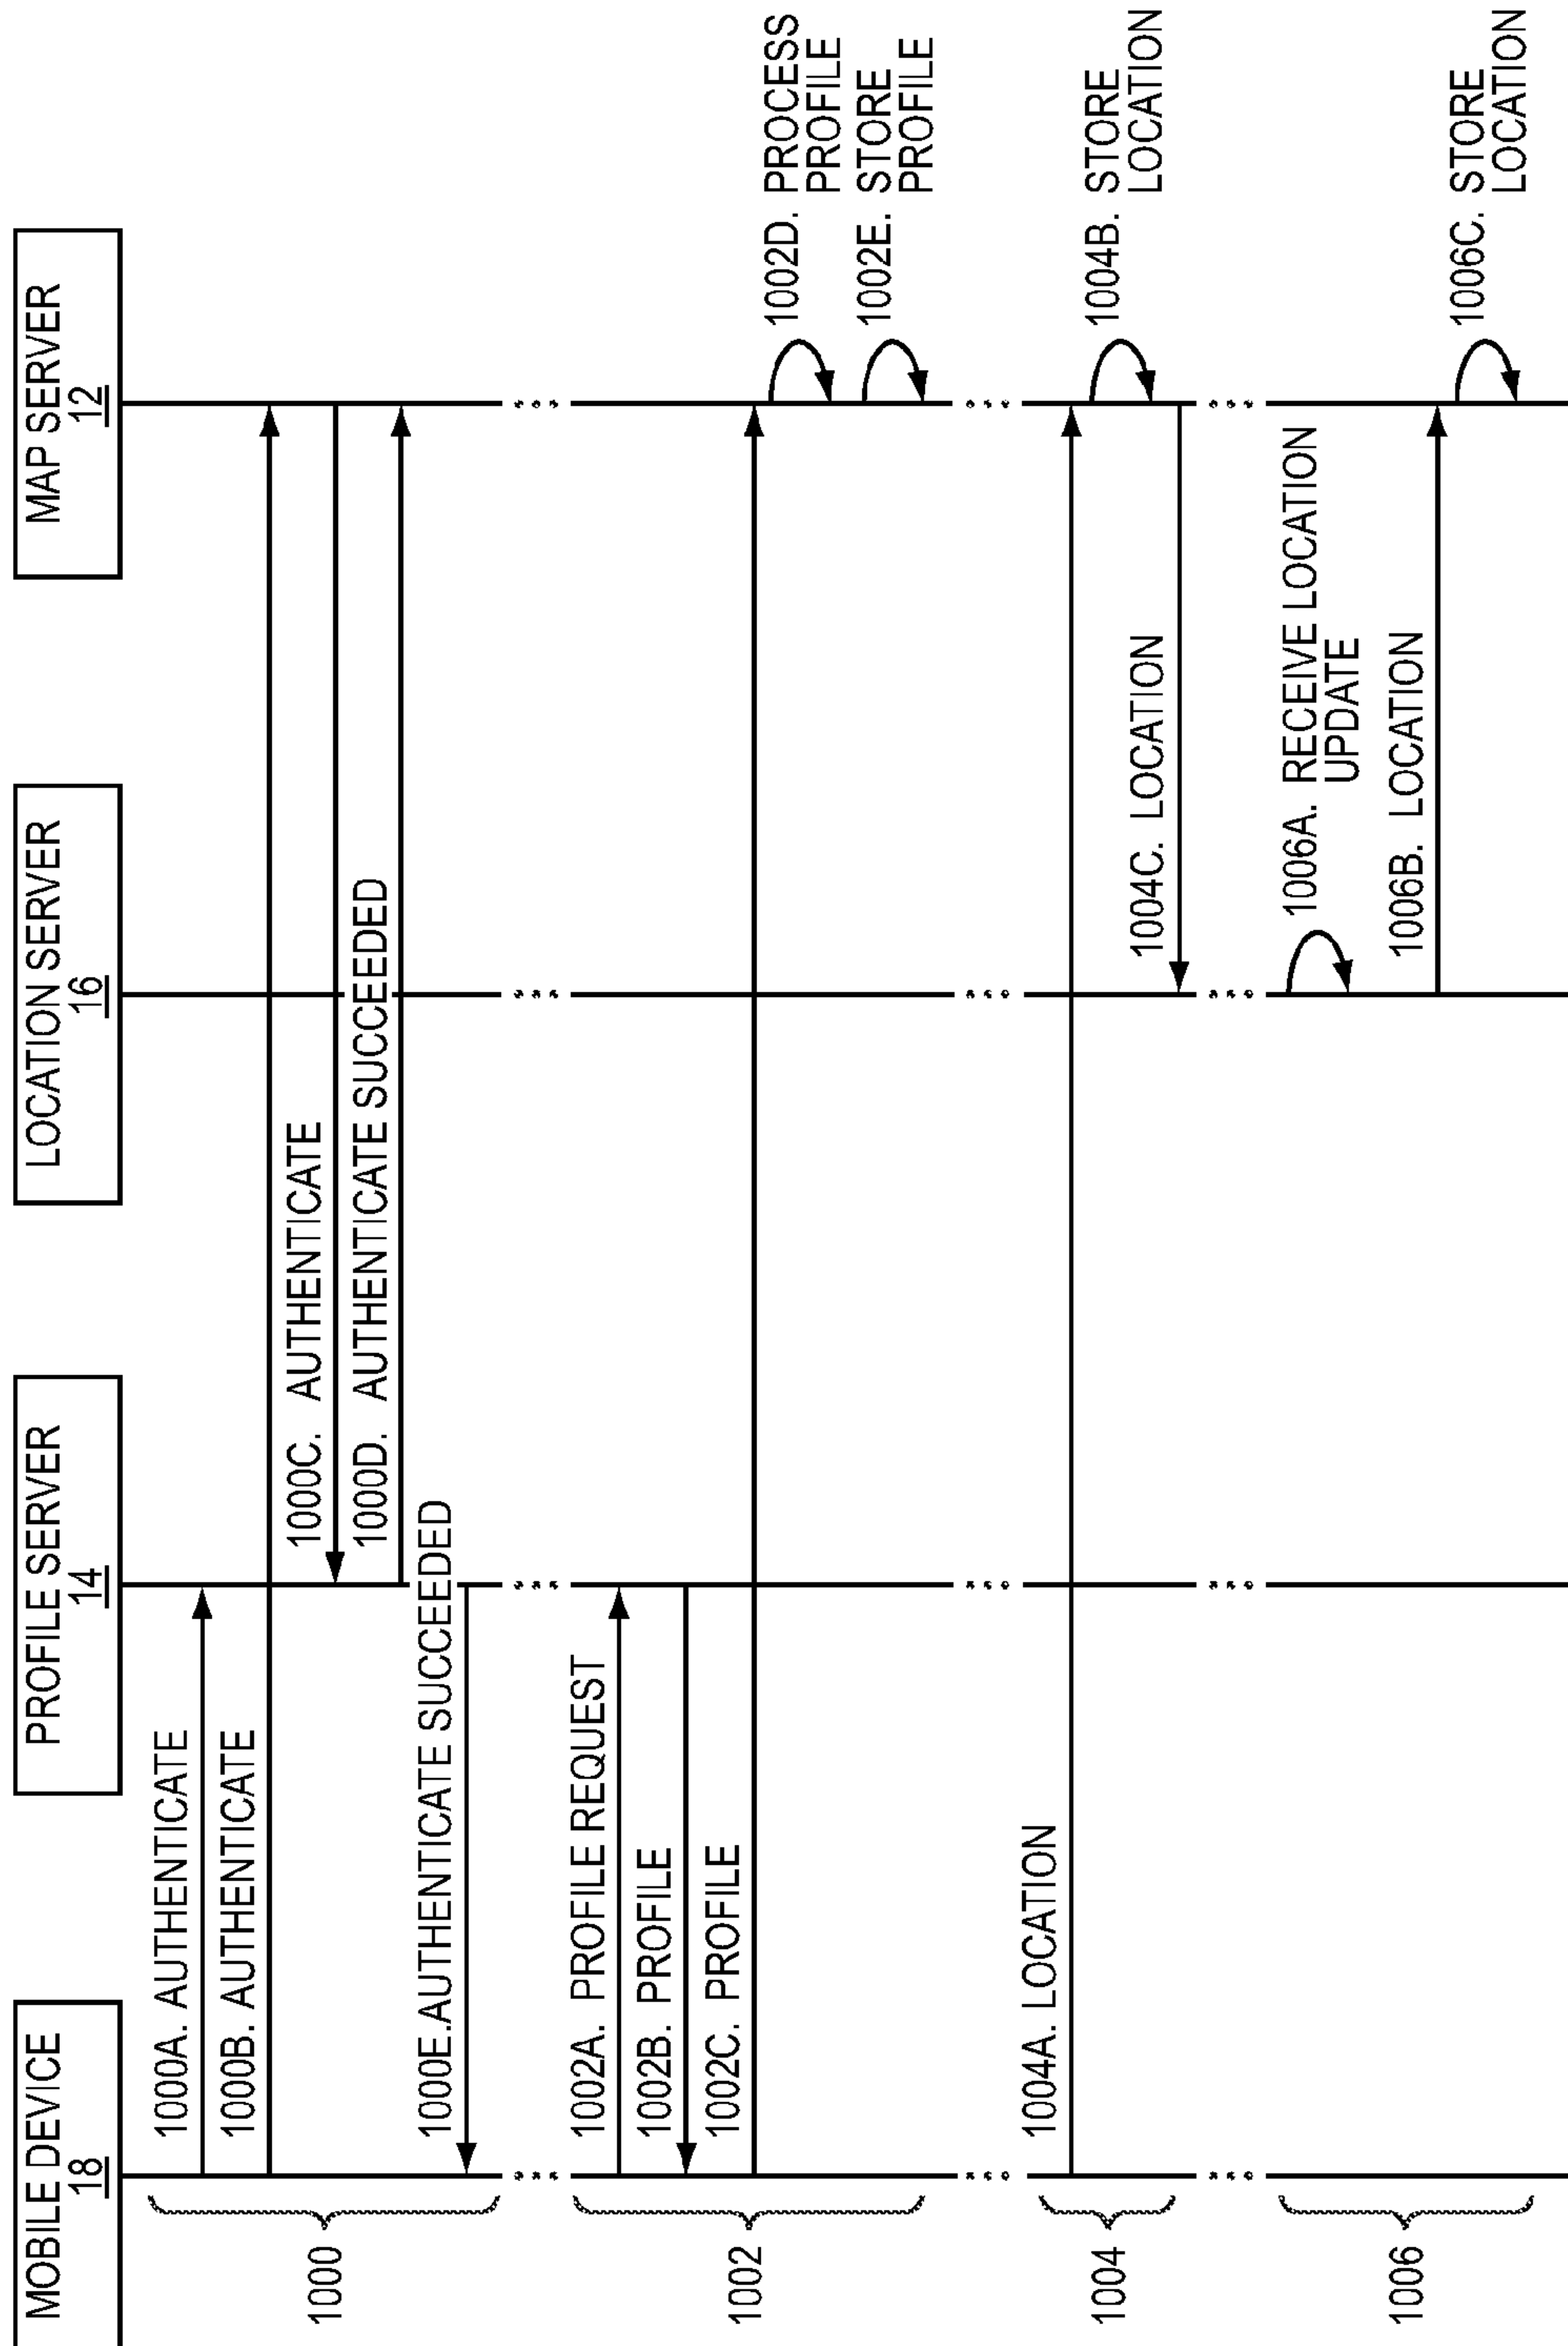 MOBILE DEVICE
18
PROFILE SERVER
14
LOCATION SERVER
16
MAP SERVER
12
1000
1000A. AUTHENTICATE
1000B. AUTHENTICATE
1000C. AUTHENTICATE
1000D. AUTHENTICATE SUCCEEDED
1000E.AUTHENTICATE SUCCEEDED
1002
1002A. PROFILE REQUEST
1002B. PROFILE
1002C. PROFILE
1002D. PROCESS
PROFILE
1002E. STORE
PROFILE
1004
1004A. LOCATION
1004B. STORE
LOCATION
1004C. LOCATION
1006
1006A. RECEIVE LOCATION
UPDATE
1006B. LOCATION
1006C. STORE
LOCATION